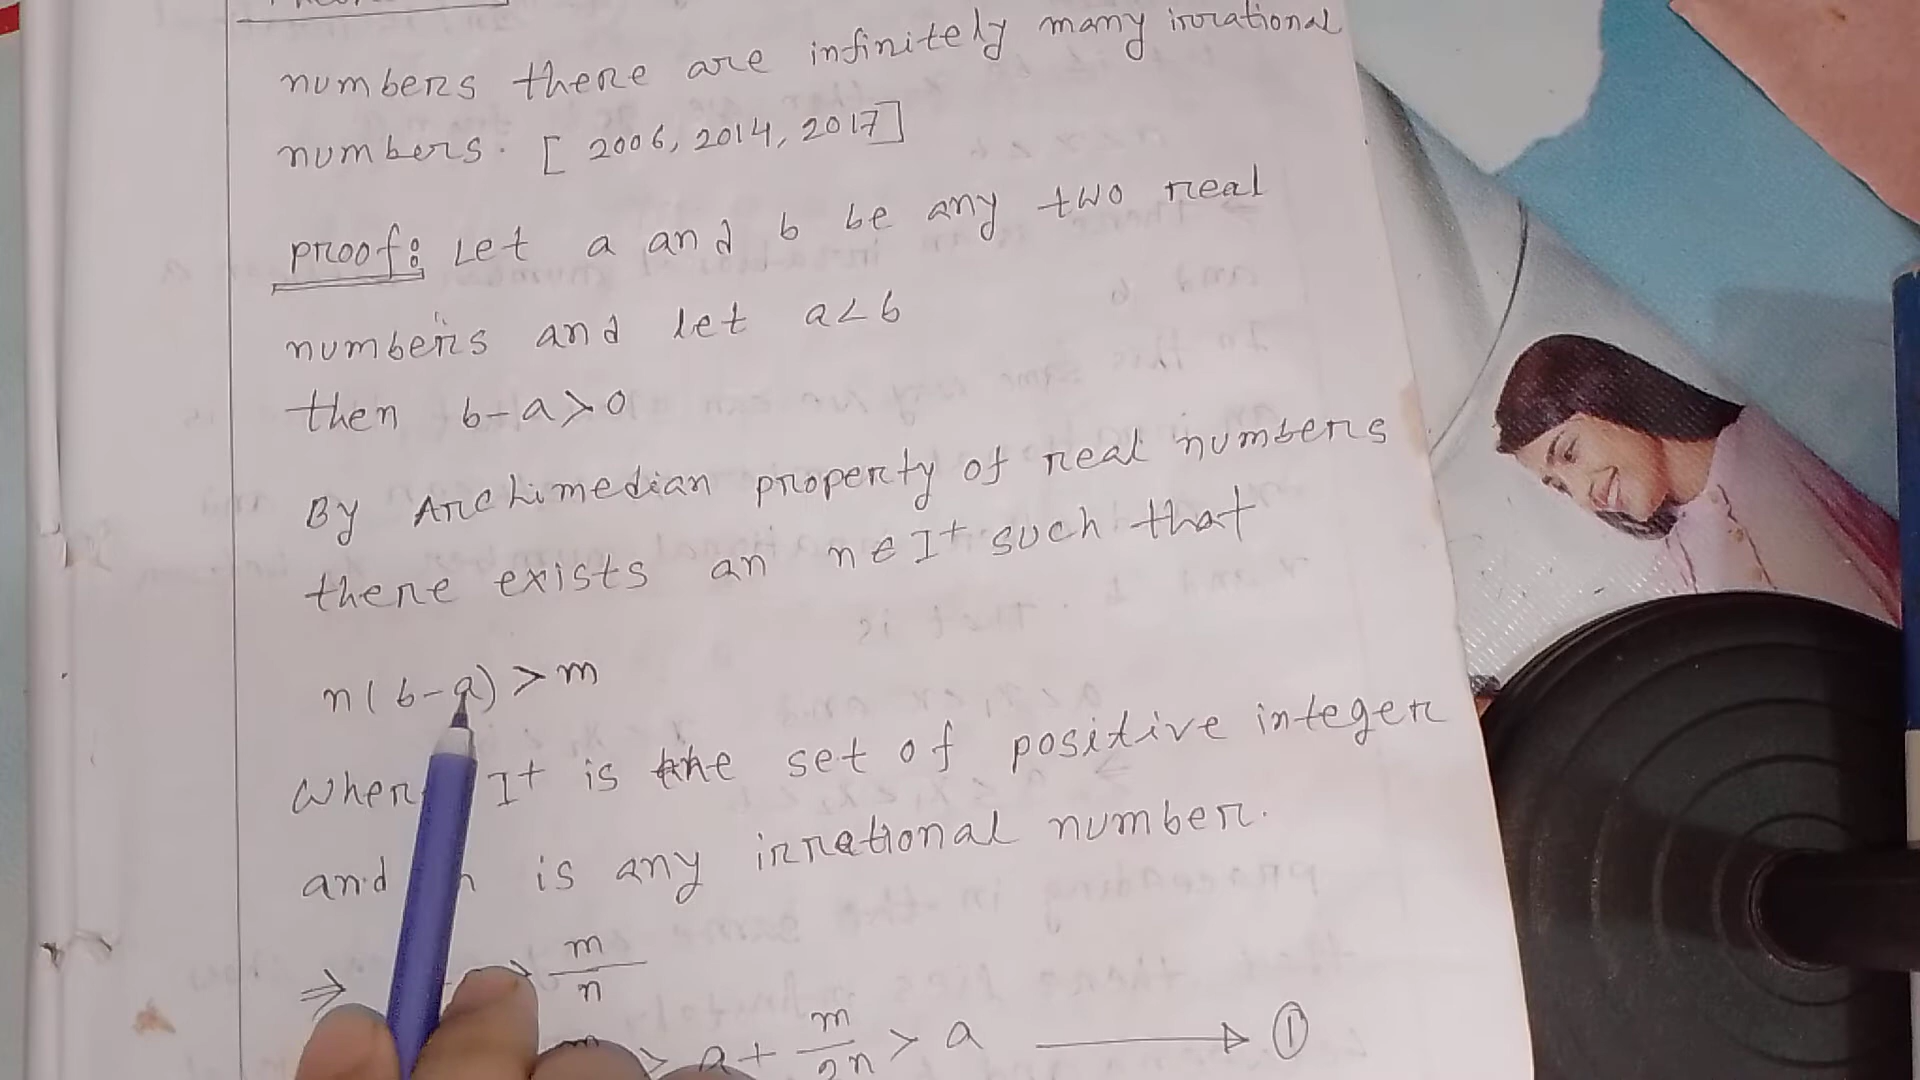 numbers there are infinitely many irrational
numbers. [2006, 2014, 2017]
proof: Let a and b be any two real
numbers and let a<b
then b-a>0
By Archimedian property of real numbers
there exists an n∈I+ such that
n(b-a)>m
I+ is the set of positive integer
and is any irrational number.
⇒ > m/n
> a + m/2n > a ⟶ ①